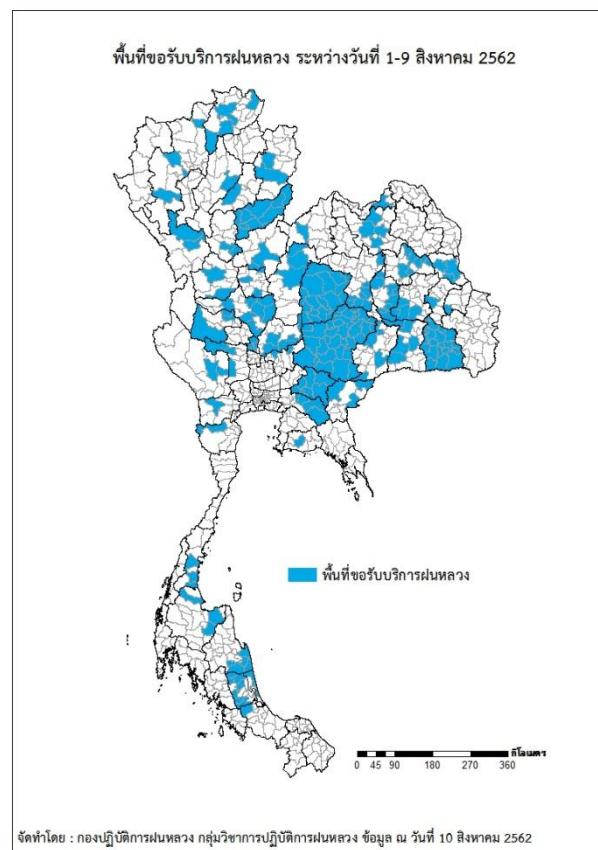 พื้นที่ขอรับบริการฝนหลวง ระหว่างวันที่ 1-9 สิงหาคม 2562
พื้นที่ขอรับบริการฝนหลวง
กิโลเมตร
0 45 90 180 270 360
จัดทำโดย : กองปฏิบัติการฝนหลวง กลุ่มวิชาการปฏิบัติการฝนหลวง ข้อมูล ณ วันที่ 10 สิงหาคม 2562